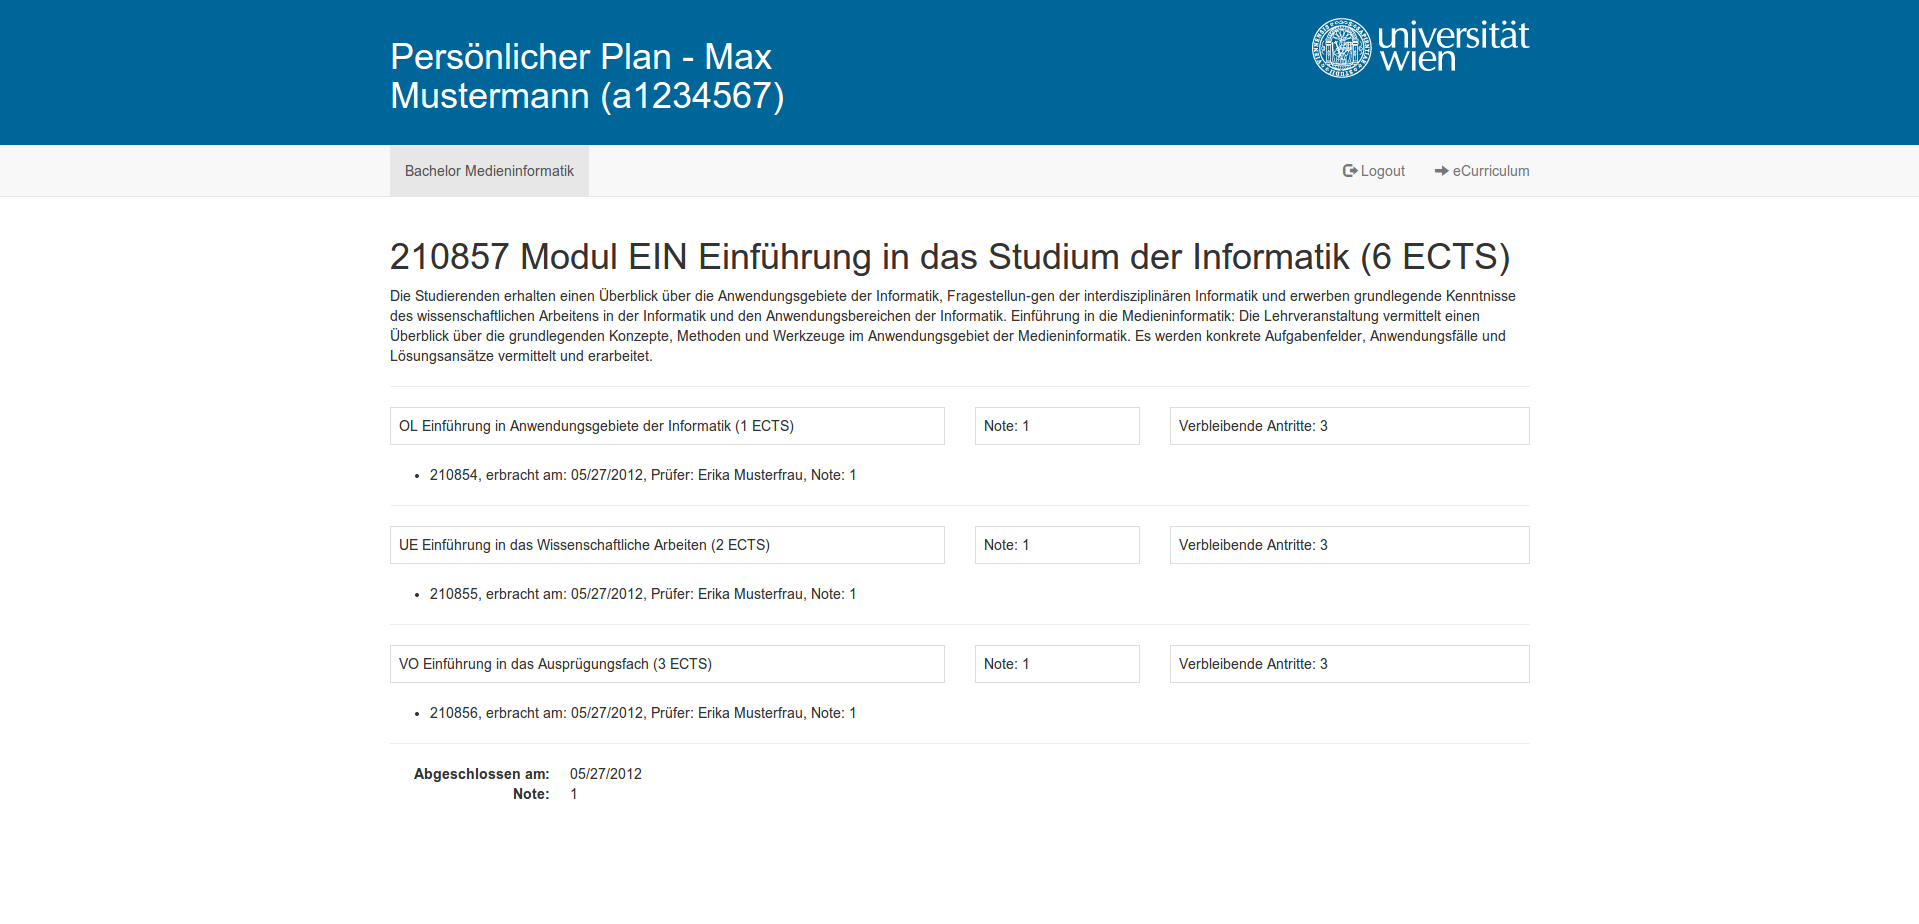 Persönlicher Plan - Max
Mustermann (a1234567)
universität
wien
Bachelor Medieninformatik
Logout
eCurriculum
210857 Modul EIN Einführung in das Studium der Informatik (6 ECTS)
Die Studierenden erhalten einen Überblick über die Anwendungsgebiete der Informatik, Fragestellun-gen der interdisziplinären Informatik und erwerben grundlegende Kenntnisse
des wissenschaftlichen Arbeitens in der Informatik und den Anwendungsbereichen der Informatik. Einführung in die Medieninformatik: Die Lehrveranstaltung vermittelt einen
Überblick über die grundlegenden Konzepte, Methoden und Werkzeuge im Anwendungsgebiet der Medieninformatik. Es werden konkrete Aufgabenfelder, Anwendungsfälle und
Lösungsansätze vermittelt und erarbeitet.
OL Einführung in Anwendungsgebiete der Informatik (1 ECTS)
Note: 1
Verbleibende Antritte: 3
• 210854, erbracht am: 05/27/2012, Prüfer: Erika Musterfrau, Note: 1
UE Einführung in das Wissenschaftliche Arbeiten (2 ECTS)
Note: 1
Verbleibende Antritte: 3
• 210855, erbracht am: 05/27/2012, Prüfer: Erika Musterfrau, Note: 1
VO Einführung in das Ausprügungsfach (3 ECTS)
Note: 1
Verbleibende Antritte: 3
• 210856, erbracht am: 05/27/2012, Prüfer: Erika Musterfrau, Note: 1
Abgeschlossen am: 05/27/2012
Note: 1